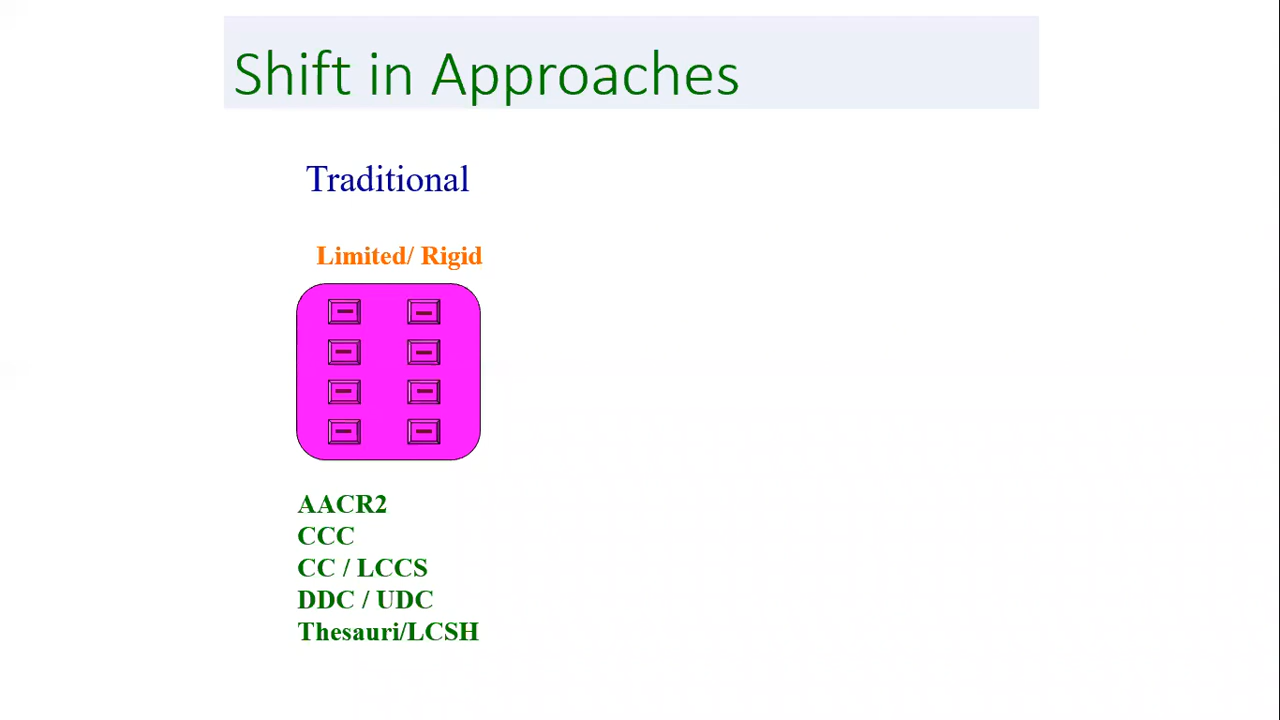 Shift in Approaches
Traditional
Limited/ Rigid
AACR2
CCC
CC / LCCS
DDC / UDC
Thesauri/LCSH